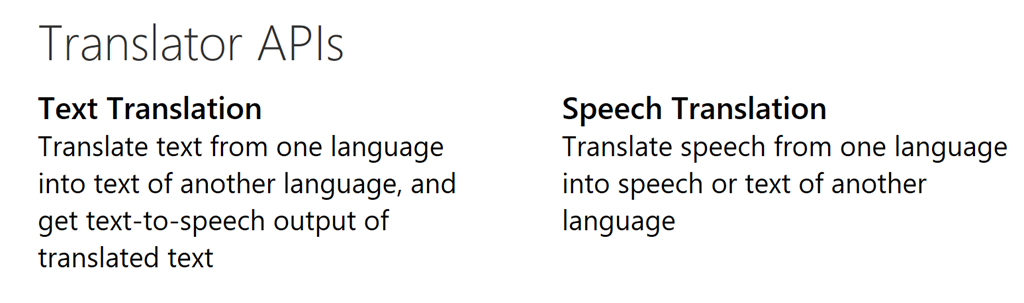 Translator APIs
Text Translation
Translate text from one language
into text of another language, and
get text-to-speech output of
translated text
Speech Translation
Translate speech from one language
into speech or text of another
language